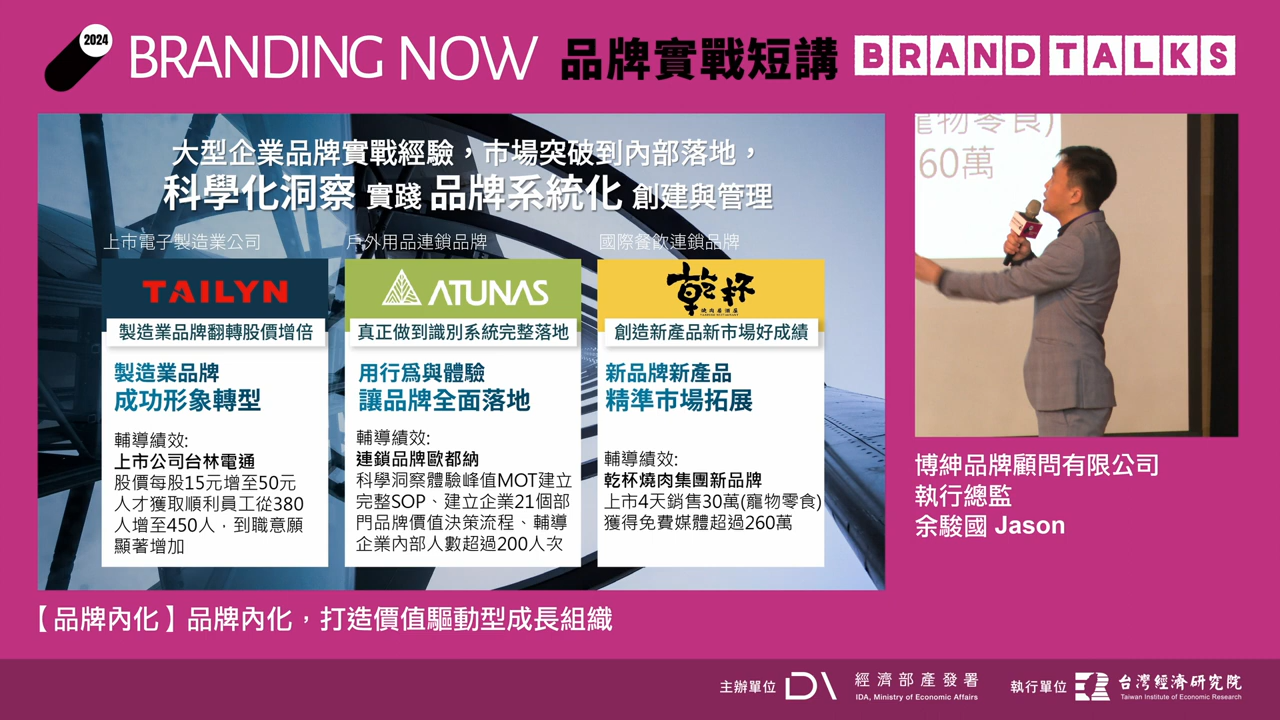 2024
BRANDING NOW 品牌實戰短講 BRAND TALKS
大型企業品牌實戰經驗，市場突破到內部落地，
科學化洞察 實踐 品牌系統化 創建與管理
上市電子製造業公司
TAILYN
製造業品牌翻轉股價增倍
製造業品牌
成功形象轉型
輔導績效:
上市公司台林電通
股價每股15元增至50元
人才獲取順利員工從380
人增至450人，到職意願
顯著增加
戶外用品連鎖品牌
ATUNAS
真正做到識別系統完整落地
用行為與體驗
讓品牌全面落地
輔導績效:
連鎖品牌歐都納
科學洞察體驗峰值MOT建立
完整SOP、建立企業21個部
門品牌價值決策流程、輔導
企業內部人數超過200人次
國際餐飲連鎖品牌
乾杯
燒肉居酒屋
創造新產品新市場好成績
新品牌新產品
精準市場拓展
輔導績效:
乾杯燒肉集團新品牌
上市4天銷售30萬(寵物零食)
獲得免費媒體超過260萬
寵物零食)
60萬
博紳品牌顧問有限公司
執行總監
余駿國 Jason
【品牌內化】品牌內化，打造價值驅動型成長組織
主辦單位 經濟部產發署
IDA, Ministry of Economic Affairs
執行單位 台灣經濟研究院
Taiwan Institute of Economic Research